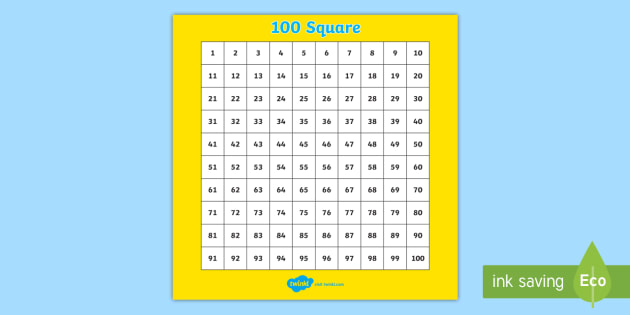 100 Square
1 2 3 4 5 6 7 8 9 10
11 12 13 14 15 16 17 18 19 20
21 22 23 24 25 26 27 28 29 30
31 32 33 34 35 36 37 38 39 40
41 42 43 44 45 46 47 48 49 50
51 52 53 54 55 56 57 58 59 60
61 62 63 64 65 66 67 68 69 70
71 72 73 74 75 76 77 78 79 80
81 82 83 84 85 86 87 88 89 90
91 92 93 94 95 96 97 98 99 100
twinkl visit twinkl.com
ink saving Eco